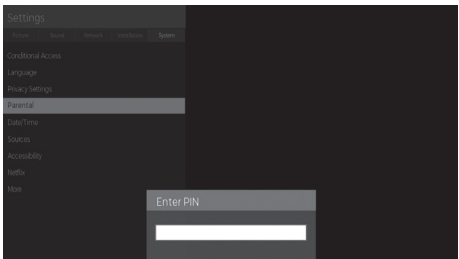 Settings
Picture Sound Network Installation System
Conditional Access
Language
Privacy Settings
Parental
Date/Time
Sources
Accessibility
Netflix
More
Enter PIN